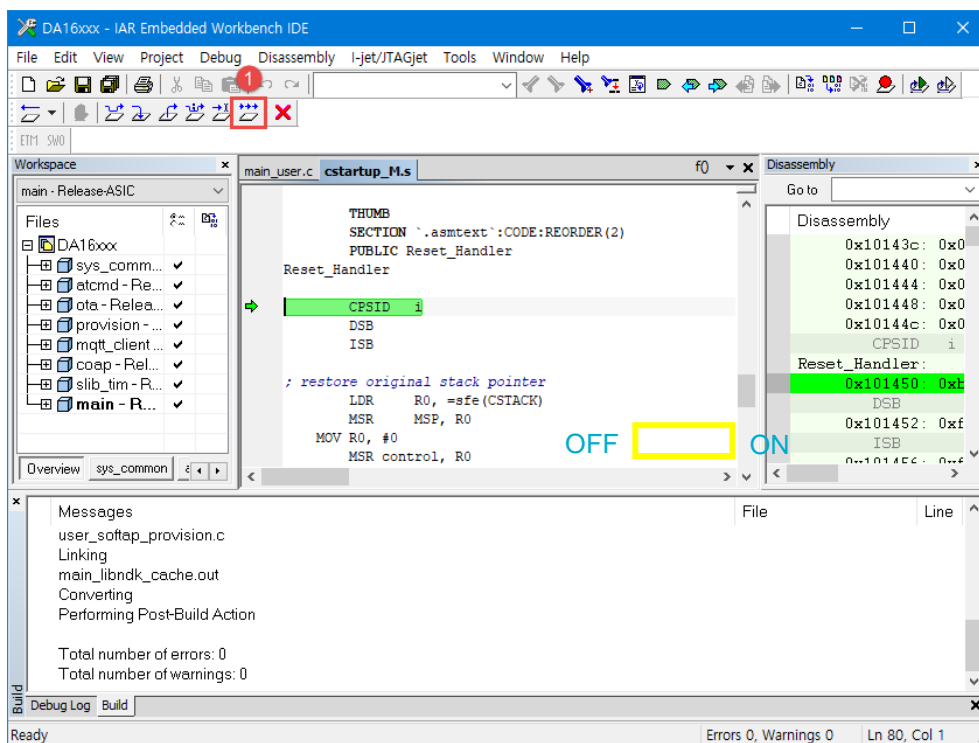 DA16xxx - IAR Embedded Workbench IDE
File Edit View Project Debug Disassembly I-jet/JTAGjet Tools Window Help
1
ETM SWO
Workspace
main - Release-ASIC
Files
DA16xxx
sys_comm...
atcmd - Re...
ota - Relea...
provision - ...
mqtt_client ...
coap - Rel...
slib_tim - R...
main - R...
Overview sys_common
main_user.c cstartup_M.s f()
THUMB
SECTION `.asmtext`:CODE:REORDER(2)
PUBLIC Reset_Handler
Reset_Handler
CPSID i
DSB
ISB
; restore original stack pointer
LDR R0, =sfe(CSTACK)
MSR MSP, R0
MOV R0, #0
MSR control, R0
OFF ON
Disassembly
Go to
Disassembly
0x10143c: 0x0
0x101440: 0x0
0x101444: 0x0
0x101448: 0x0
0x10144c: 0x0
CPSID i
Reset_Handler:
0x101450: 0xb
DSB
0x101452: 0xf
ISB
0x101456: 0xf
Messages File Line
user_softap_provision.c
Linking
main_libndk_cache.out
Converting
Performing Post-Build Action
Total number of errors: 0
Total number of warnings: 0
Build
Debug Log Build
Ready Errors 0, Warnings 0 Ln 80, Col 1